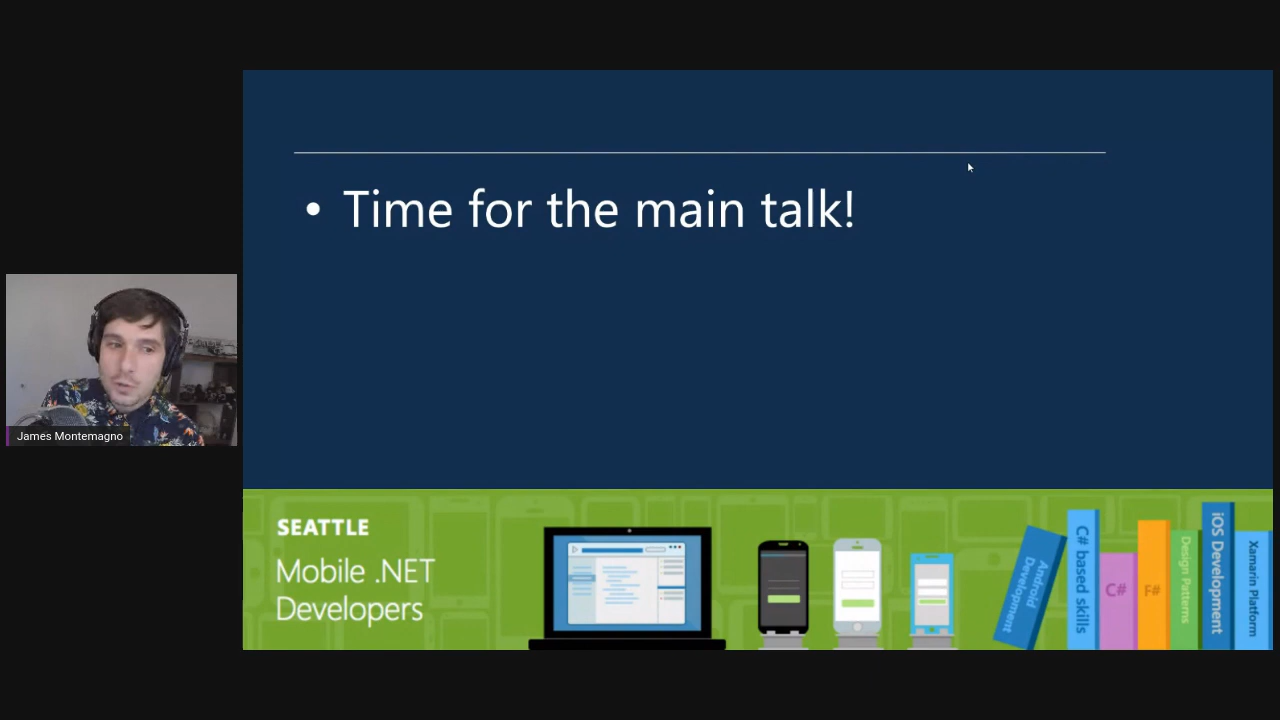 • Time for the main talk!
James Montemagno
SEATTLE
Mobile .NET
Developers
Android
Development
C# based skills
C#
F#
Design Patterns
iOS Development
Xamarin Platform